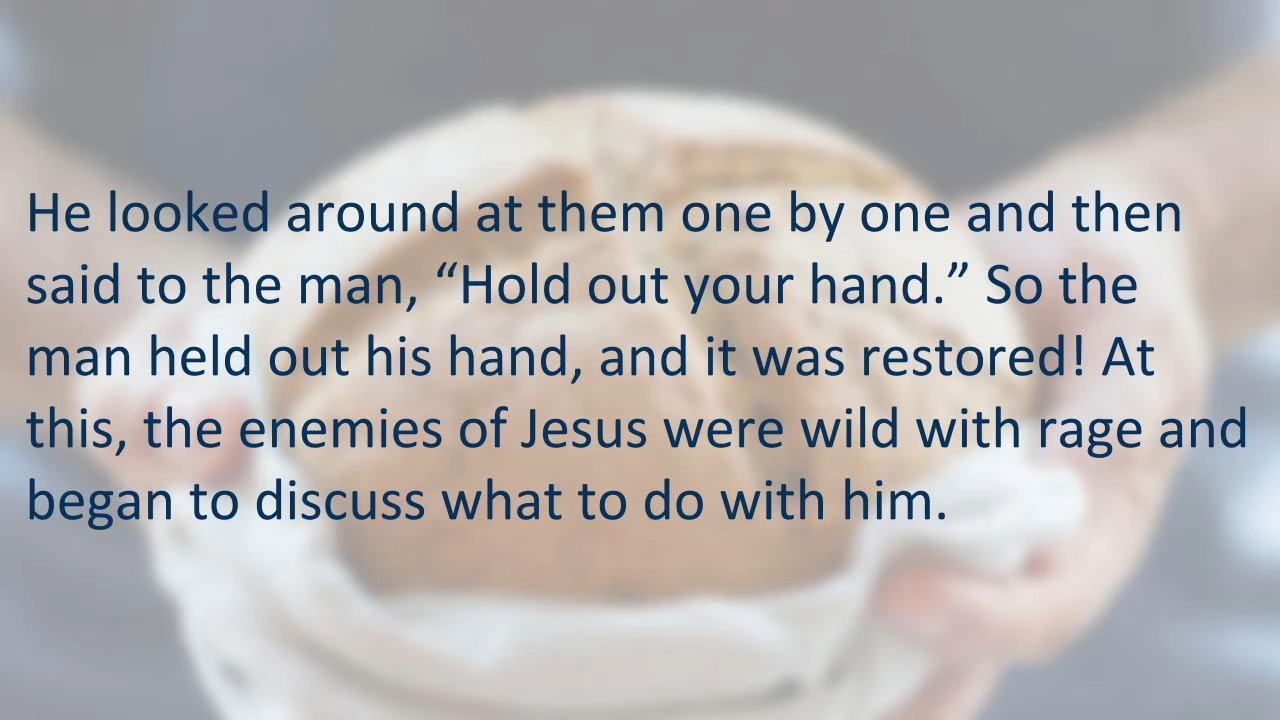 He looked around at them one by one and then
said to the man, “Hold out your hand.” So the
man held out his hand, and it was restored! At
this, the enemies of Jesus were wild with rage and
began to discuss what to do with him.